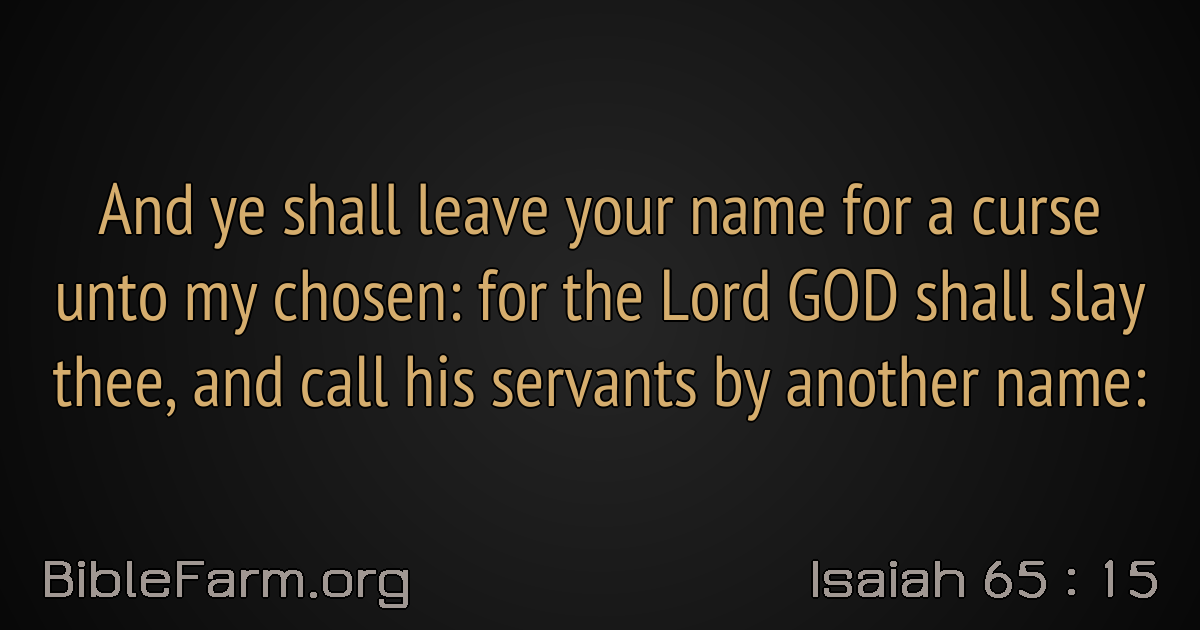 And ye shall leave your name for a curse
unto my chosen: for the Lord GOD shall slay
thee, and call his servants by another name:
BibleFarm.org
Isaiah 65 : 15